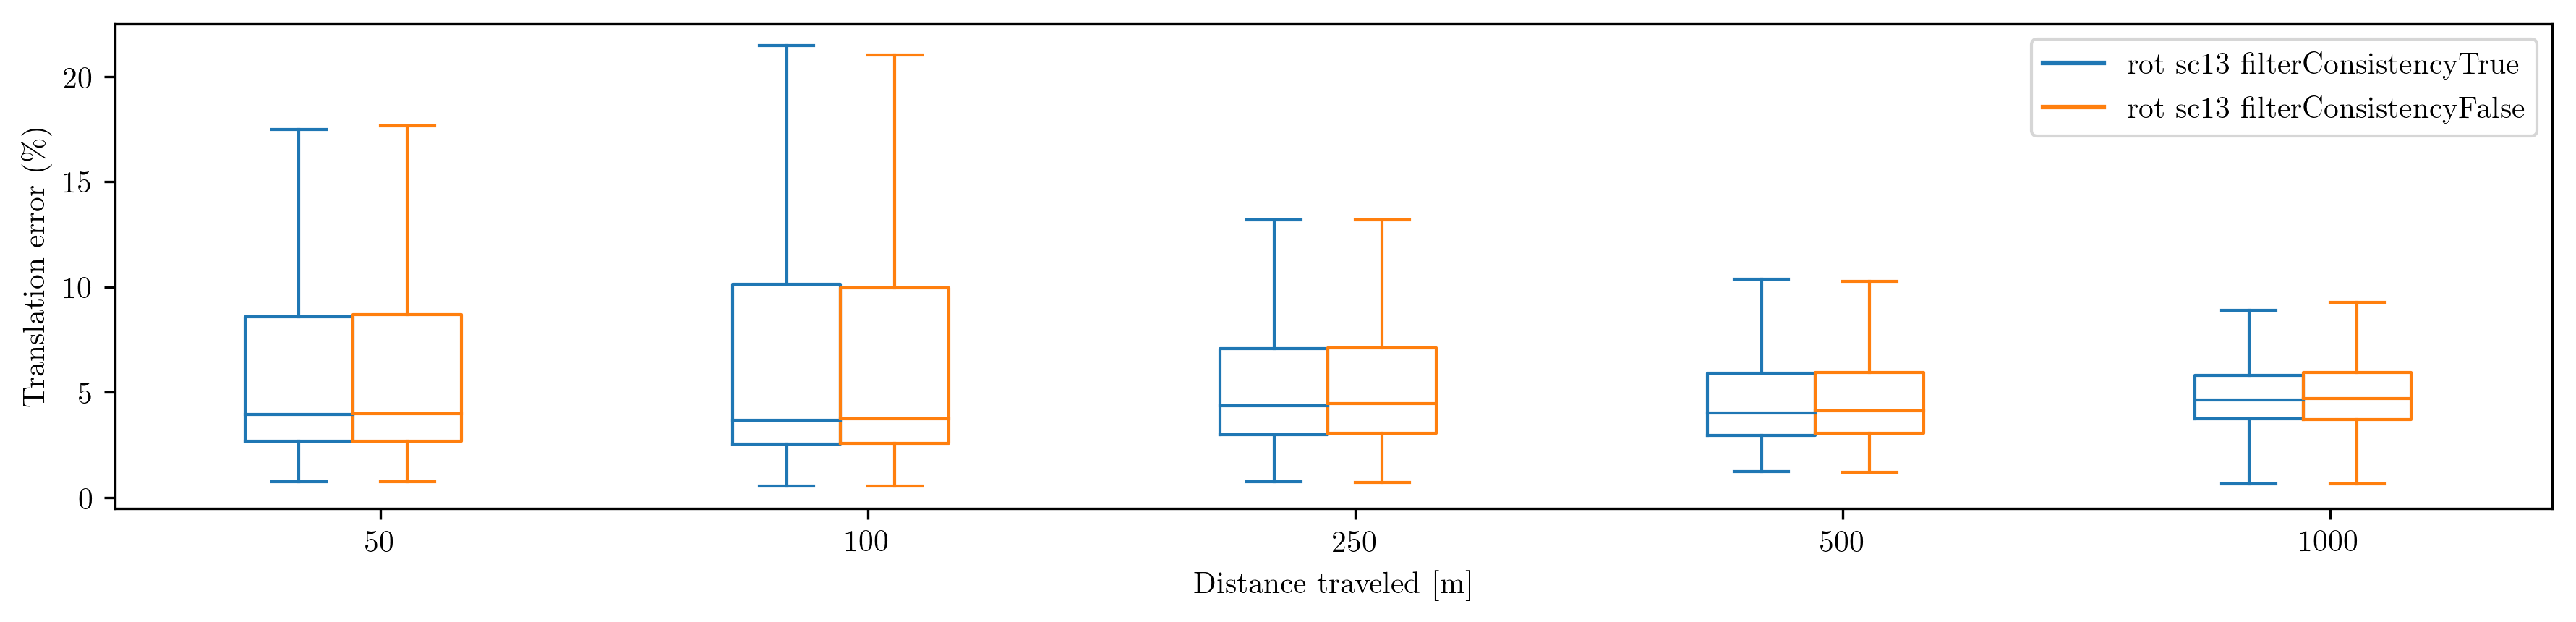 20
15
10
5
0
Translation error (%)
rot sc13 filterConsistencyTrue
rot sc13 filterConsistencyFalse
50
100
250
500
1000
Distance traveled [m]